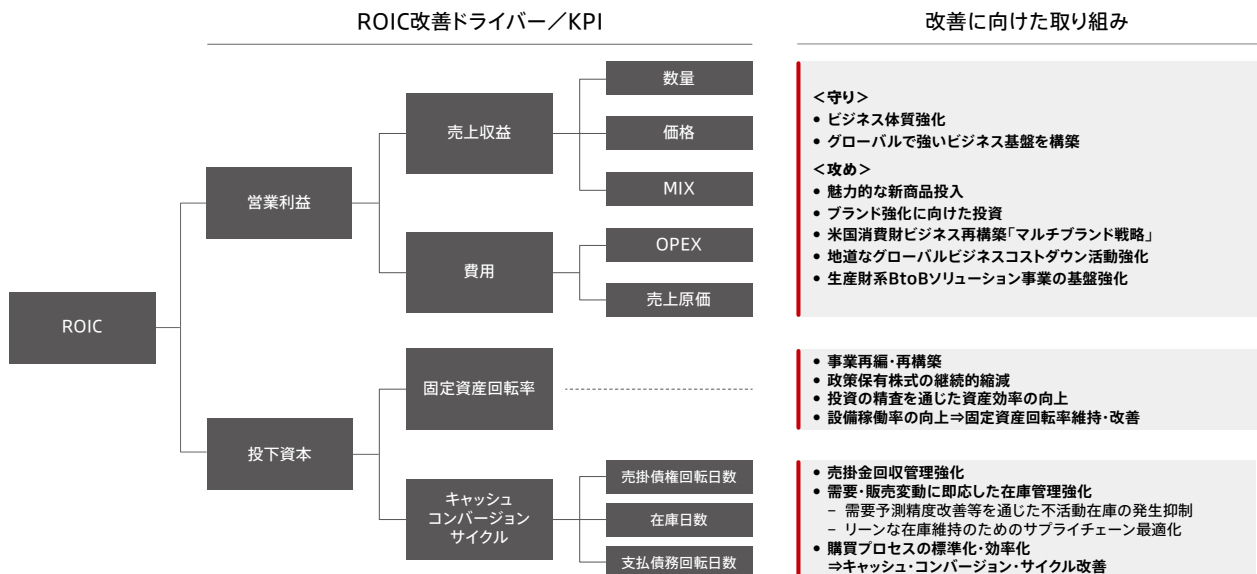 ROIC改善ドライバー／KPI
改善に向けた取り組み
ROIC
営業利益
投下資本
売上収益
費用
固定資産回転率
キャッシュ
コンバージョン
サイクル
数量
価格
MIX
OPEX
売上原価
売掛債権回転日数
在庫日数
支払債務回転日数
＜守り＞
• ビジネス体質強化
• グローバルで強いビジネス基盤を構築
＜攻め＞
• 魅力的な新商品投入
• ブランド強化に向けた投資
• 米国消費財ビジネス再構築「マルチブランド戦略」
• 地道なグローバルビジネスコストダウン活動強化
• 生産財系BtoBソリューション事業の基盤強化
• 事業再編・再構築
• 政策保有株式の継続的縮減
• 投資の精査を通じた資産効率の向上
• 設備稼働率の向上⇒固定資産回転率維持・改善
• 売掛金回収管理強化
• 需要・販売変動に即応した在庫管理強化
– 需要予測精度改善等を通じた不活動在庫の発生抑制
– リーンな在庫維持のためのサプライチェーン最適化
• 購買プロセスの標準化・効率化
⇒キャッシュ・コンバージョン・サイクル改善